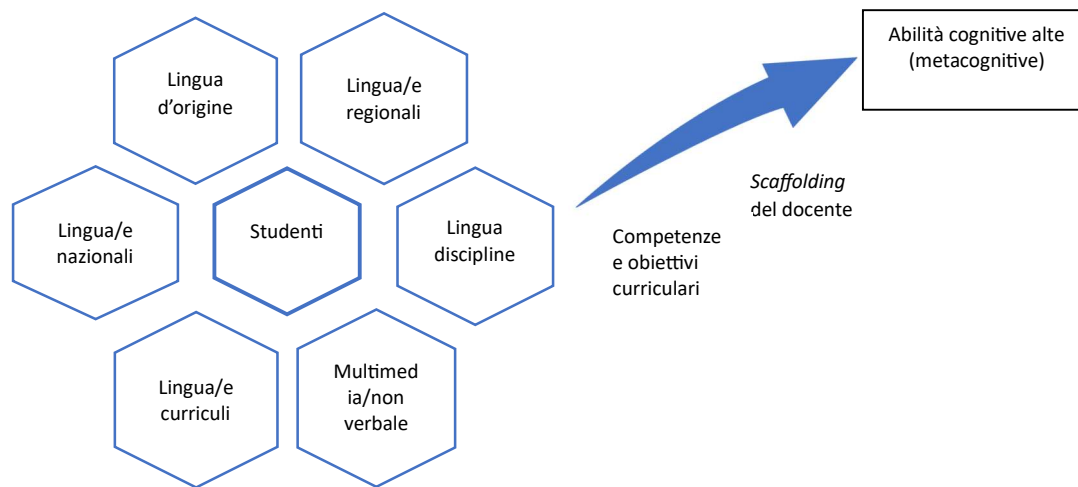 Lingua
d’origine
Lingua/e
regionali
Lingua/e
nazionali
Studenti
Lingua
discipline
Lingua/e
curriculi
Multimed
ia/non
verbale
Competenze
e obiettivi
curriculari
Scaffolding
del docente
Abilità cognitive alte
(metacognitive)